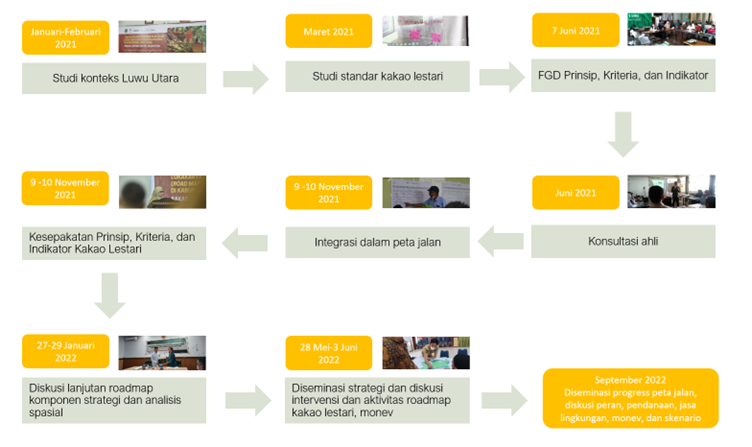 Januari-Februari
2021
Studi konteks Luwu Utara
Maret 2021
Studi standar kakao lestari
7 Juni 2021
FGD Prinsip, Kriteria, dan Indikator
Juni 2021
Konsultasi ahli
9 -10 November
2021
Integrasi dalam peta jalan
9 -10 November
2021
Kesepakatan Prinsip, Kriteria, dan
Indikator Kakao Lestari
27-29 Januari
2022
Diskusi lanjutan roadmap
komponen strategi dan analisis
spasial
28 Mei-3 Juni
2022
Diseminasi strategi dan diskusi
intervensi dan aktivitas roadmap
kakao lestari, monev
September 2022
Diseminasi progress peta jalan,
diskusi peran, pendanaan, jasa
lingkungan, monev, dan skenario